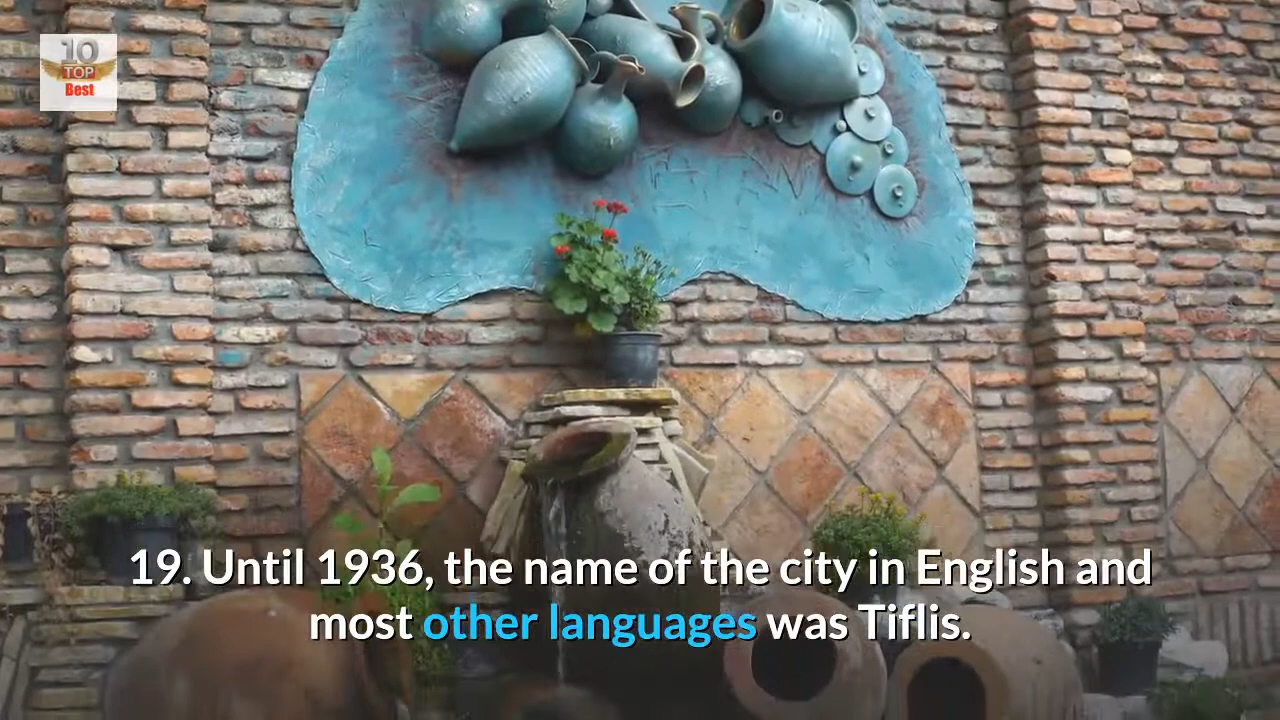 10
TOP
Best
19. Until 1936, the name of the city in English and
most other languages was Tiflis.